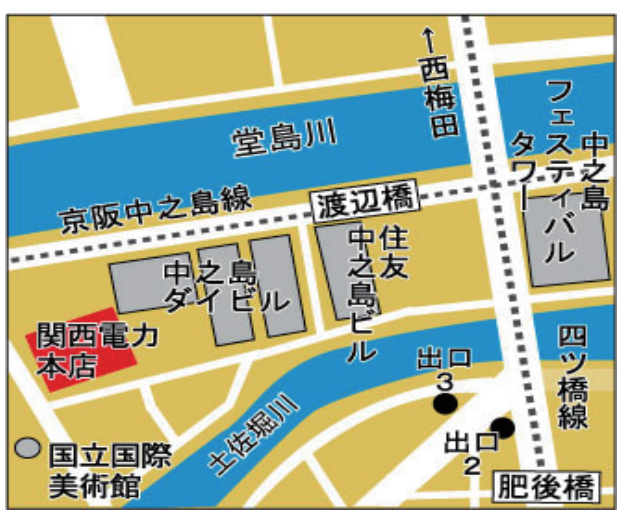 ←西梅田
堂島川
京阪中之島線
渡辺橋
中之島
フェスティバル
タワー
中之島
ダイビル
住友
中之島ビル
関西電力
本店
四ツ橋線
出口
3
出口
2
土佐堀川
国立国際
美術館
肥後橋